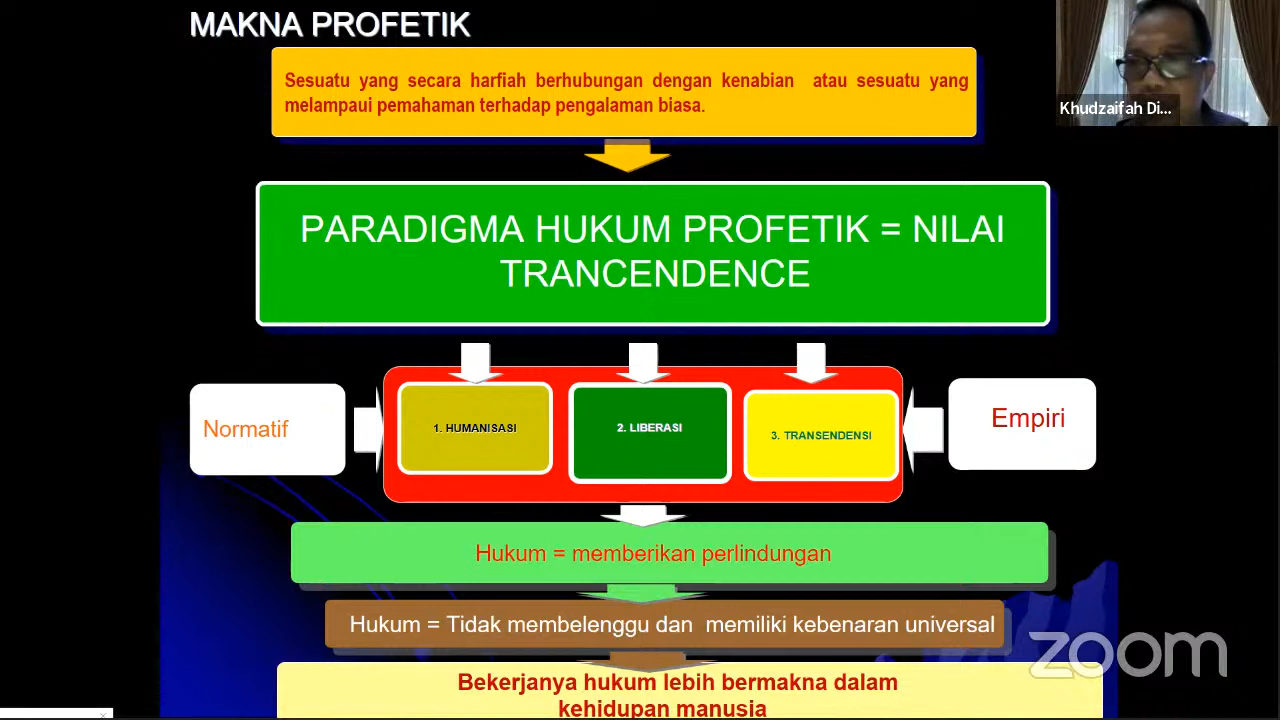 MAKNA PROFETIK
Sesuatu yang secara harfiah berhubungan dengan kenabian atau sesuatu yang
melampaui pemahaman terhadap pengalaman biasa.
Khudzaifah Di...
PARADIGMA HUKUM PROFETIK = NILAI
TRANCENDENCE
Normatif
1. HUMANISASI
2. LIBERASI
3. TRANSENDENSI
Empiri
Hukum = memberikan perlindungan
Hukum = Tidak membelenggu dan memiliki kebenaran universal
zoom
Bekerjanya hukum lebih bermakna dalam
kehidupan manusia